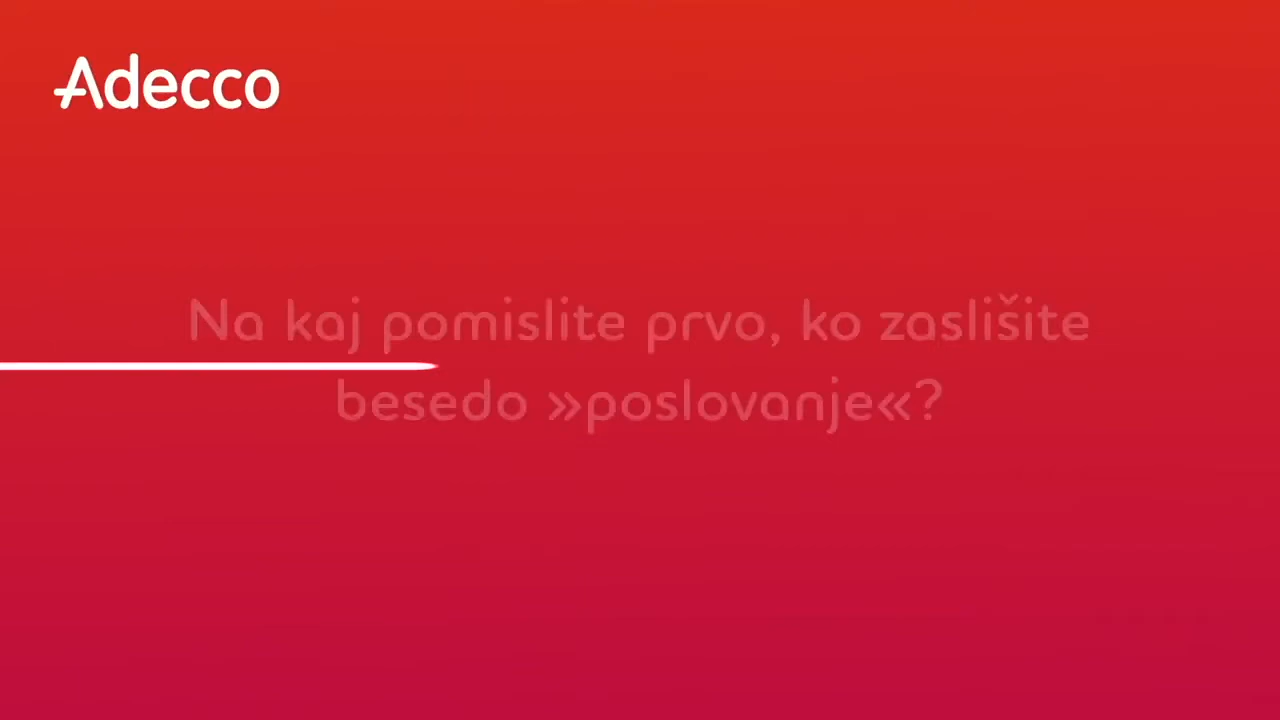 Adecco
Na kaj pomislite prvo, ko zaslišite
besedo »poslovanje«?